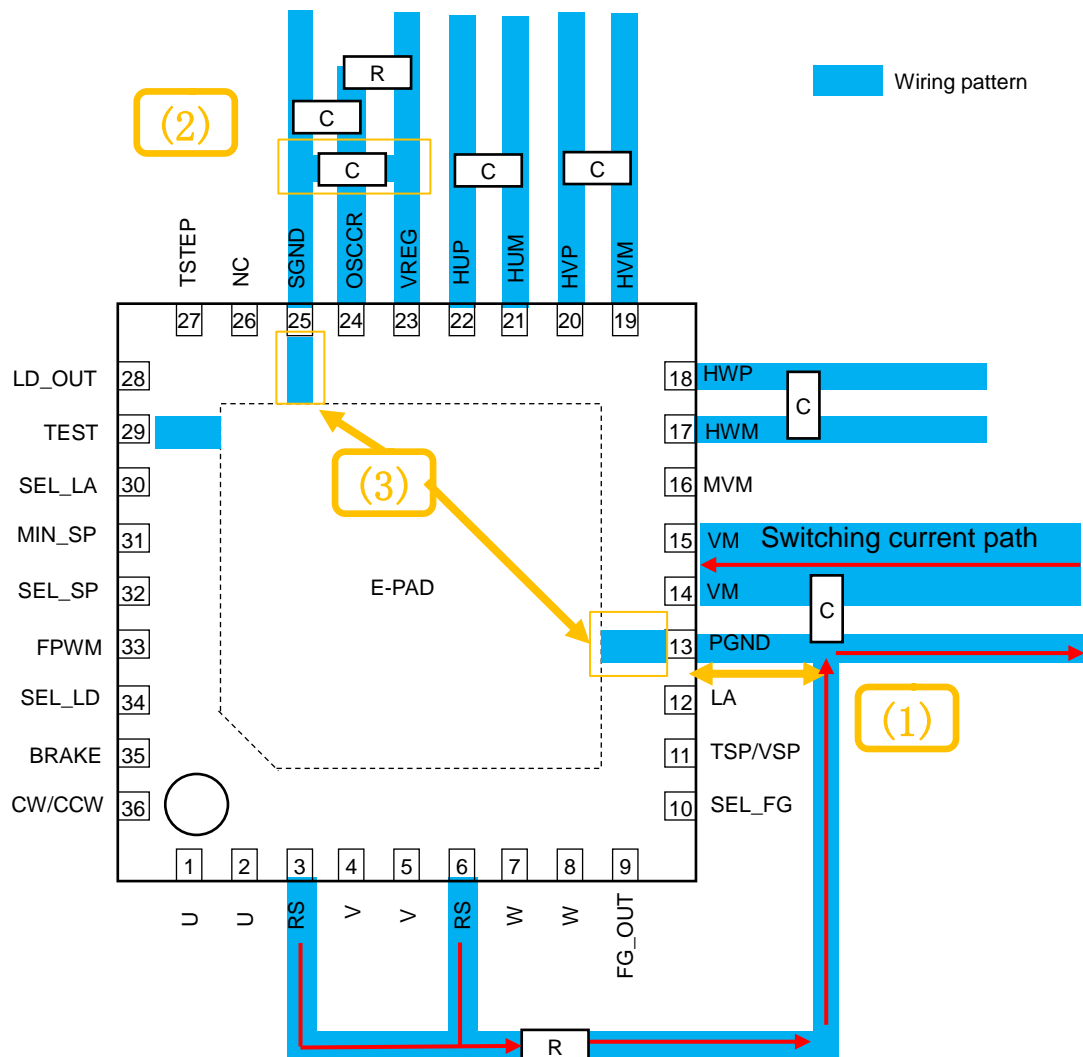 R
Wiring pattern
C
(2)
C
C
C
TSTEP
NC
SGND
OSCCR
VREG
HUP
HUM
HVP
HVM
27
26
25
24
23
22
21
20
19
LD_OUT
28
18
HWP
C
TEST
29
17
HWM
(3)
SEL_LA
30
16
MVM
MIN_SP
31
15
VM
Switching current path
SEL_SP
32
E-PAD
14
VM
C
FPWM
33
13
PGND
SEL_LD
34
12
LA
(1)
BRAKE
35
11
TSP/VSP
CW/CCW
36
10
SEL_FG
1
2
3
4
5
6
7
8
9
U
U
RS
V
V
RS
W
W
FG_OUT
R